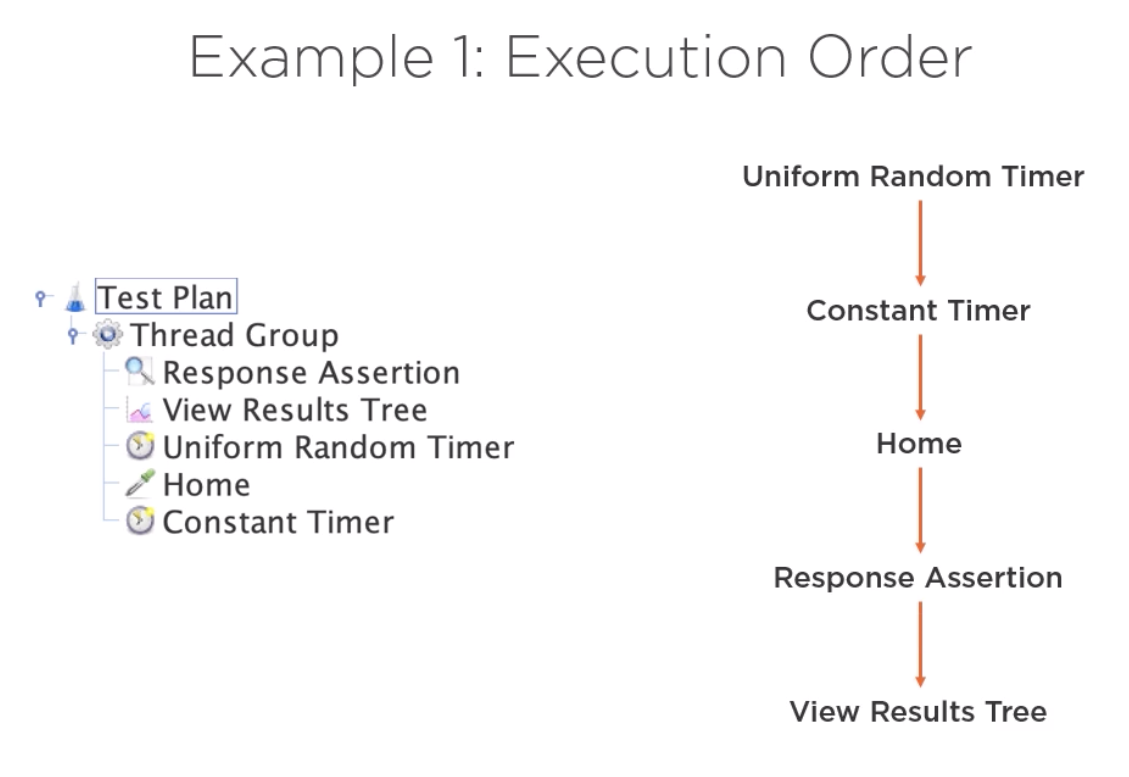 Example 1: Execution Order
Test Plan
Thread Group
Response Assertion
View Results Tree
Uniform Random Timer
Home
Constant Timer
Uniform Random Timer
Constant Timer
Home
Response Assertion
View Results Tree